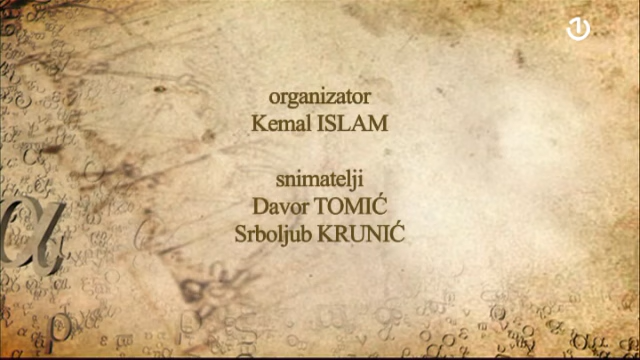 organizator
Kemal ISLAM
snimatelji
Davor TOMIĆ
Srboljub KRUNIĆ